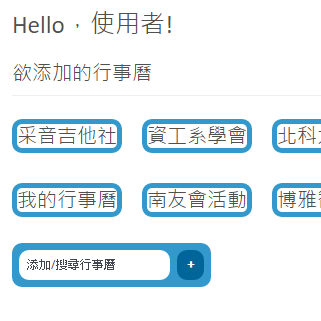 Hello，使用者!
欲添加的行事曆
采音吉他社 資工系學會 北科
我的行事曆 南友會活動 博雅
添加/搜尋行事曆 +